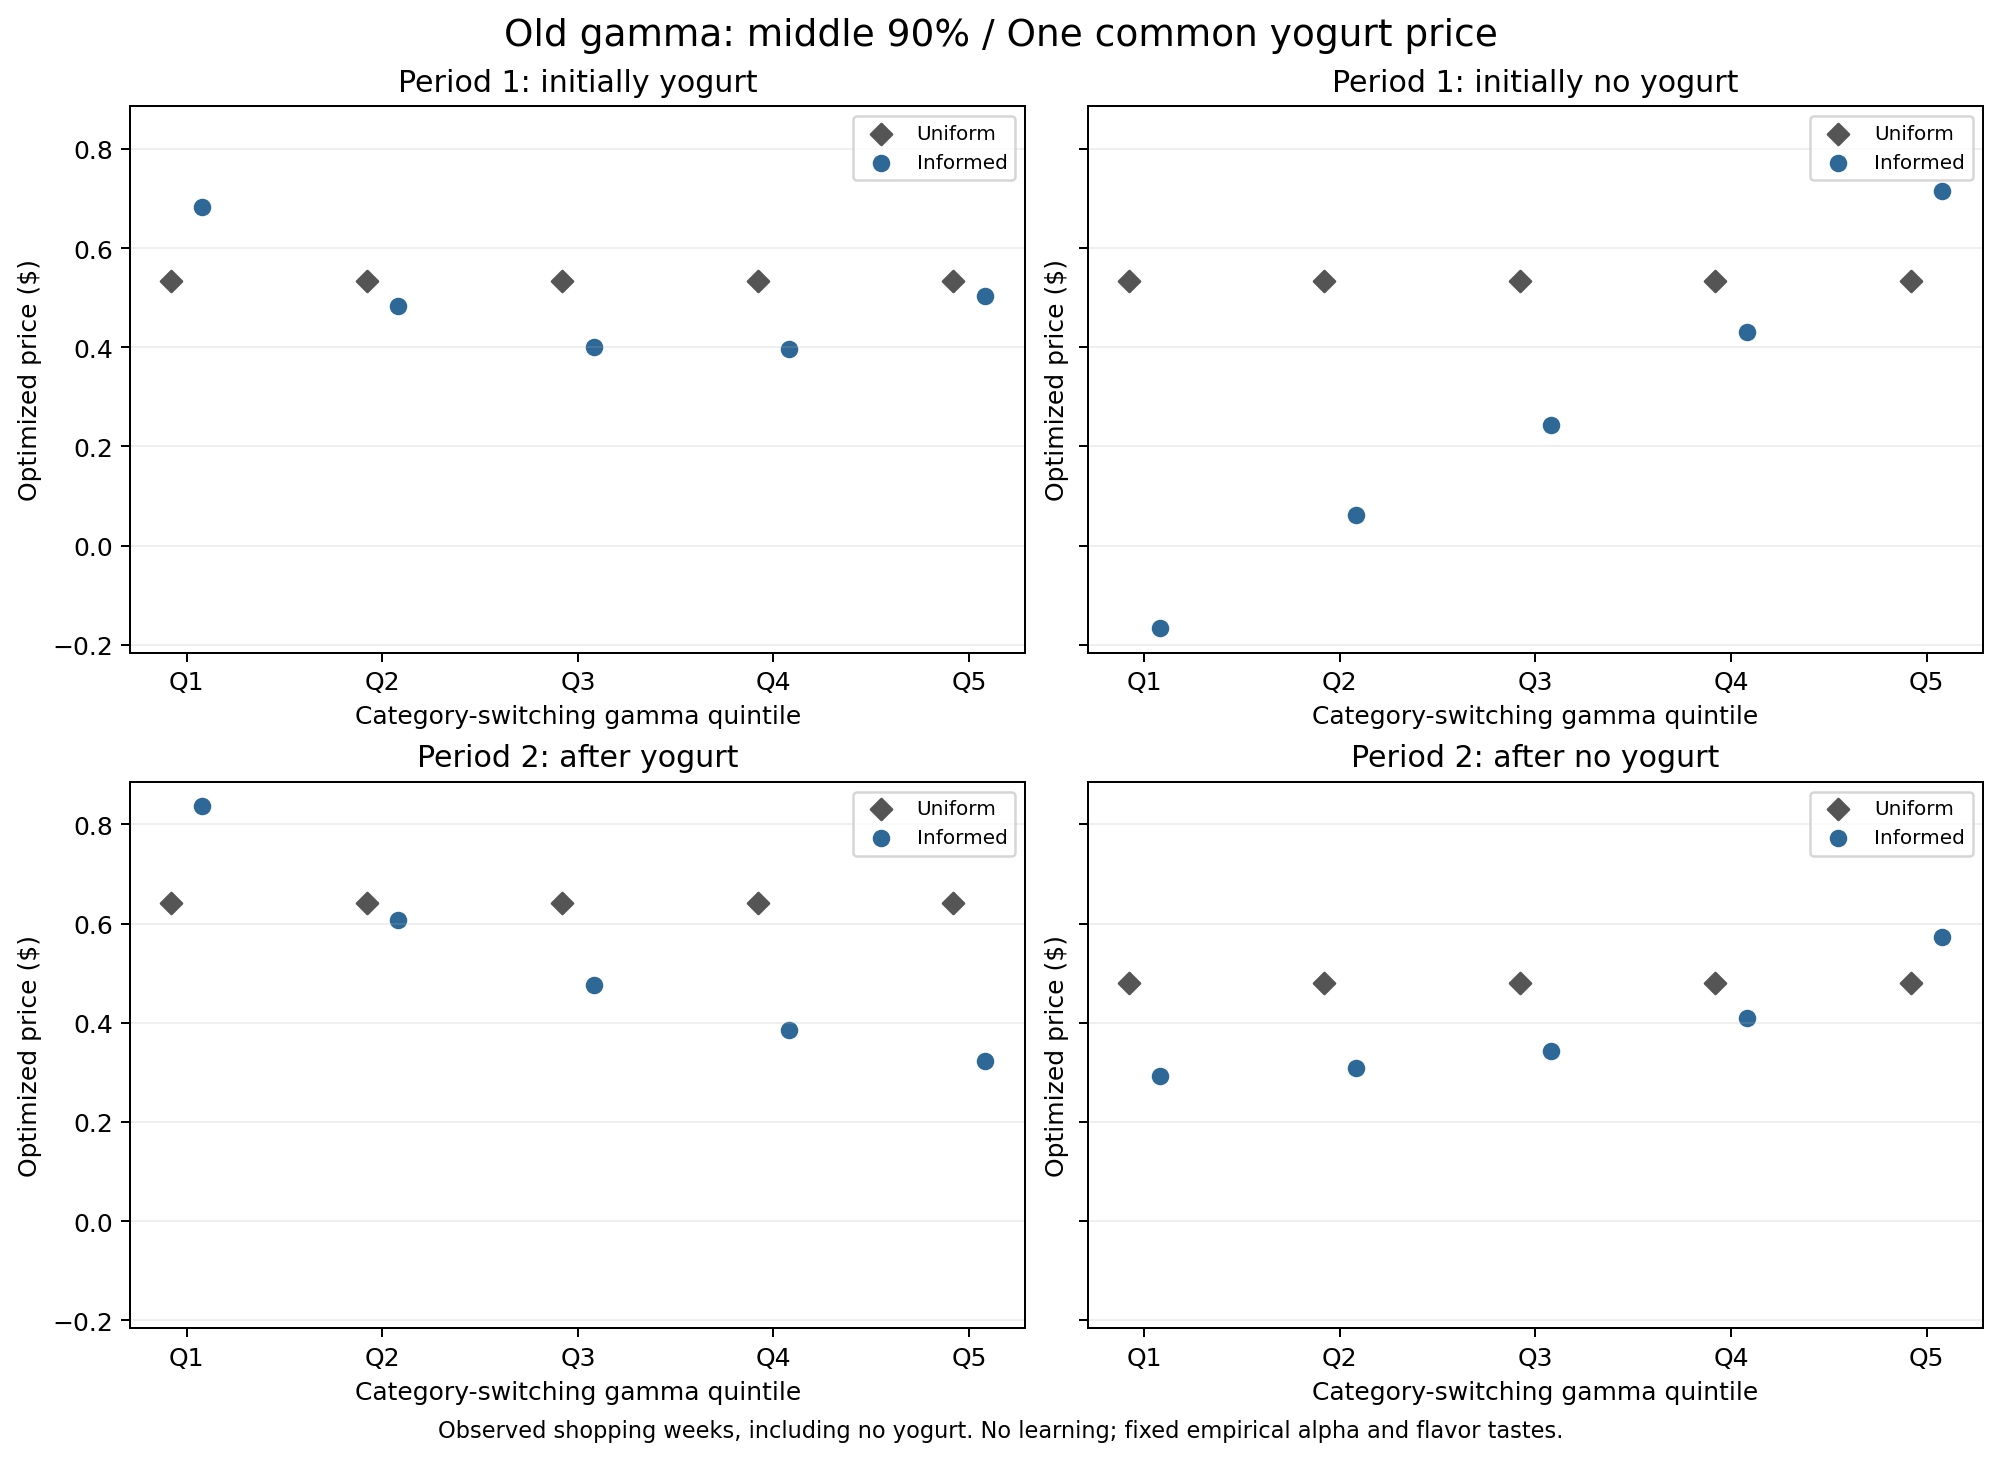 Old gamma: middle 90% / One common yogurt price
Period 1: initially yogurt
Optimized price ($)
0.8
0.6
0.4
0.2
0.0
−0.2
Uniform
Informed
Q1 Q2 Q3 Q4 Q5
Category-switching gamma quintile
Period 1: initially no yogurt
Optimized price ($)
Uniform
Informed
Q1 Q2 Q3 Q4 Q5
Category-switching gamma quintile
Period 2: after yogurt
Optimized price ($)
0.8
0.6
0.4
0.2
0.0
−0.2
Uniform
Informed
Q1 Q2 Q3 Q4 Q5
Category-switching gamma quintile
Period 2: after no yogurt
Optimized price ($)
Uniform
Informed
Q1 Q2 Q3 Q4 Q5
Category-switching gamma quintile
Observed shopping weeks, including no yogurt. No learning; fixed empirical alpha and flavor tastes.